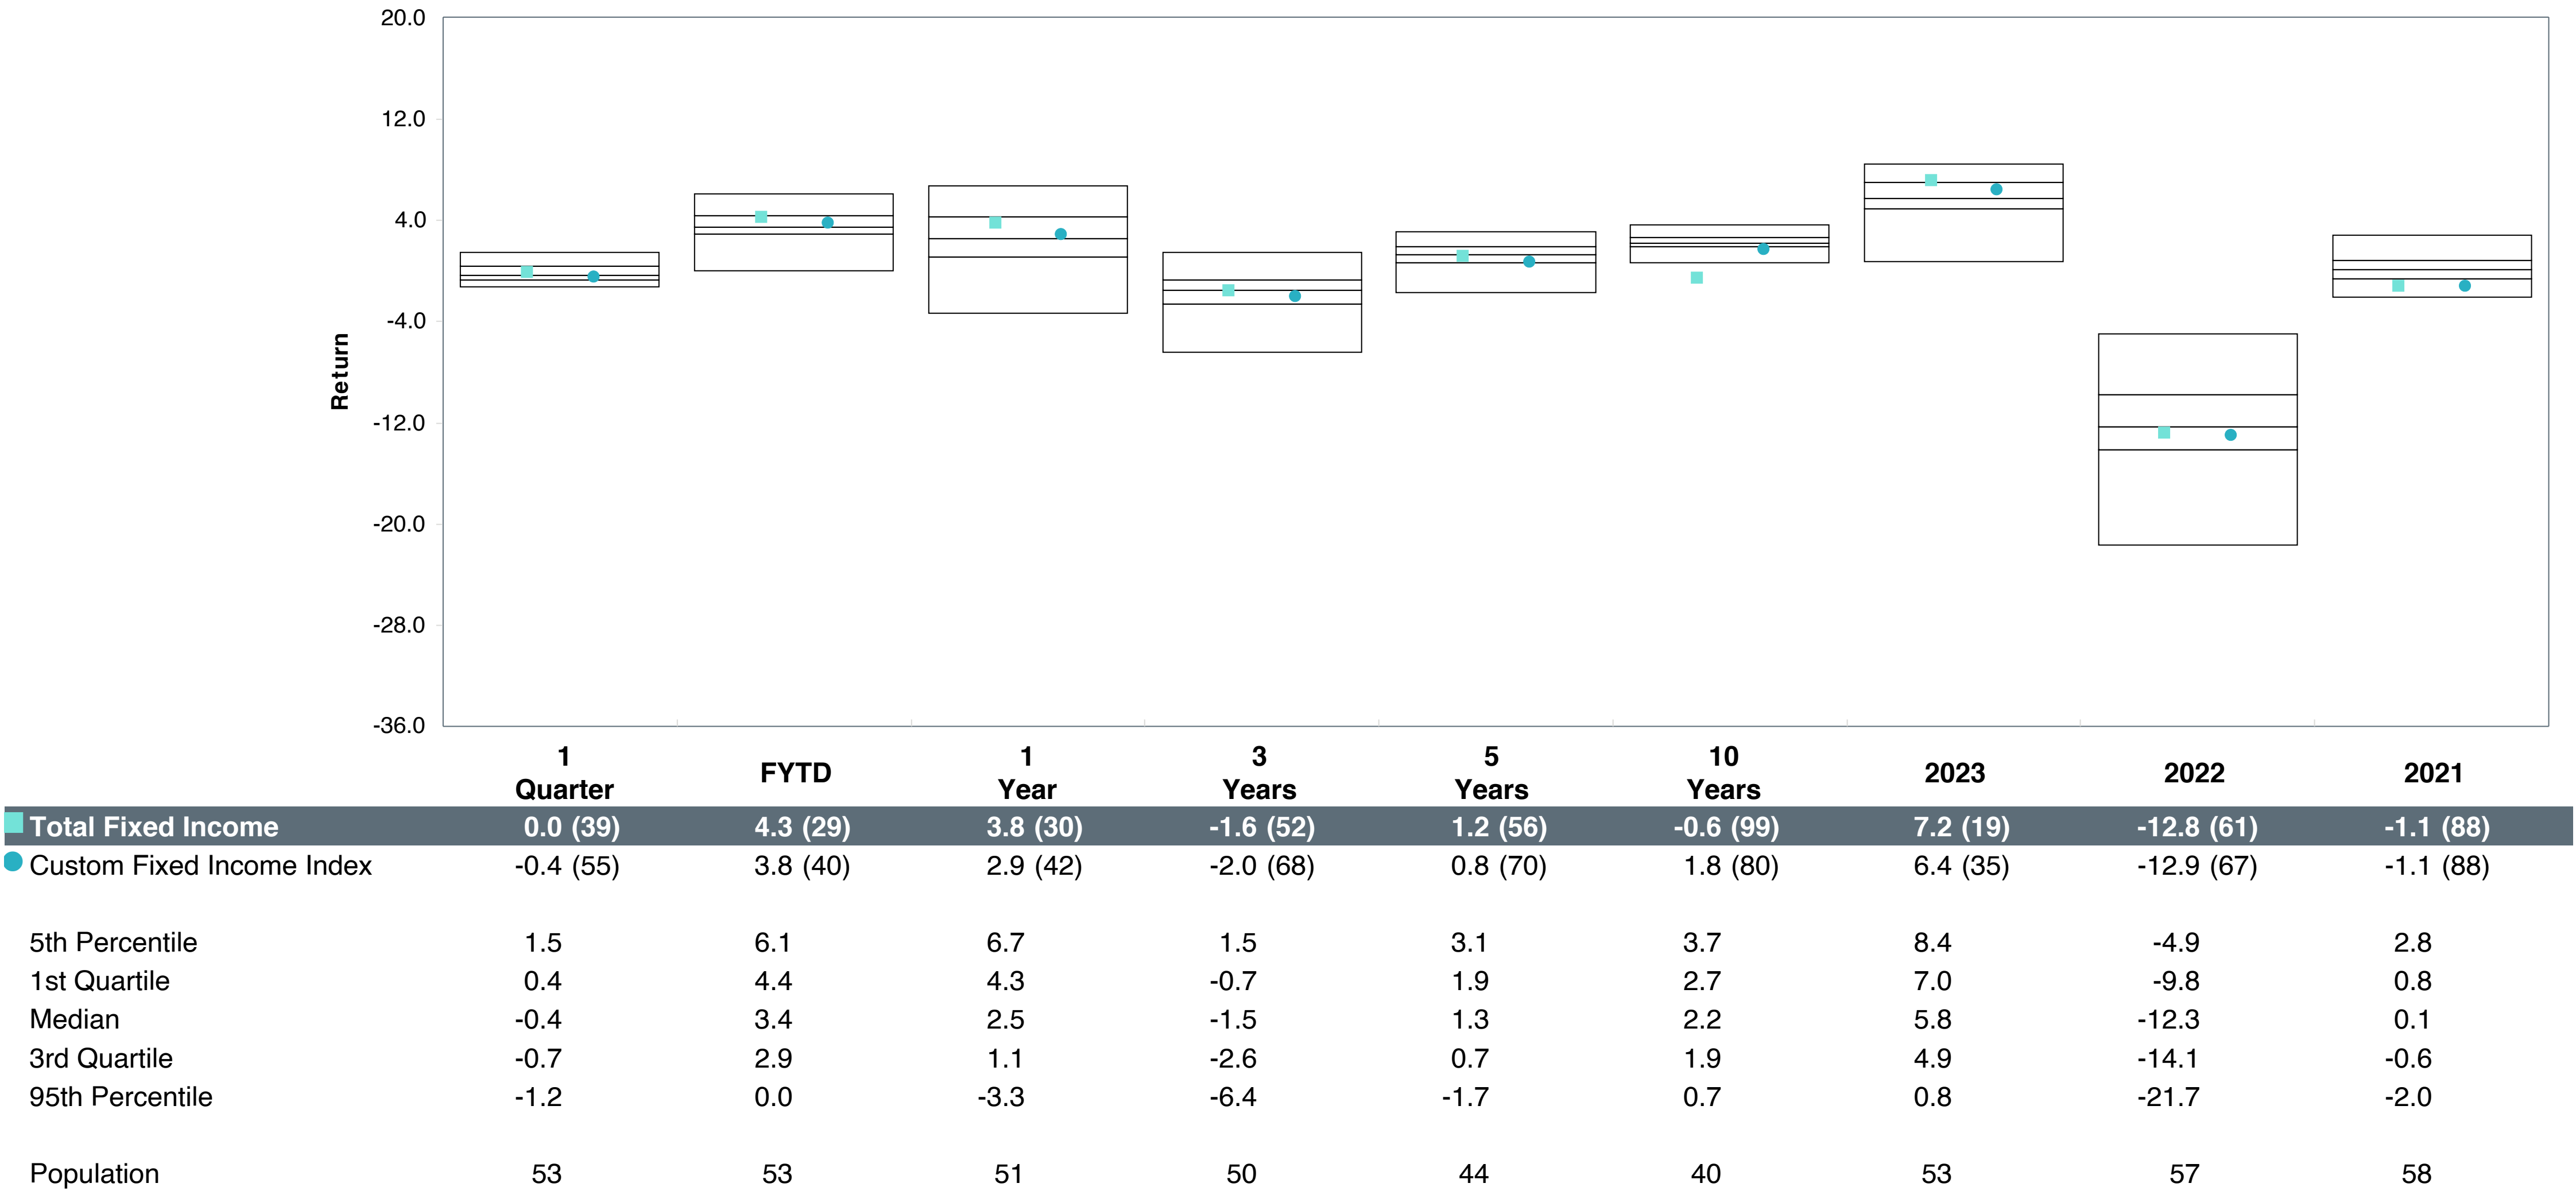 20.0
12.0
4.0
-4.0
-12.0
-20.0
-28.0
-36.0
Return
1 Quarter FYTD 1 Year 3 Years 5 Years 10 Years 2023 2022 2021
Total Fixed Income 0.0 (39) 4.3 (29) 3.8 (30) -1.6 (52) 1.2 (56) -0.6 (99) 7.2 (19) -12.8 (61) -1.1 (88)
Custom Fixed Income Index -0.4 (55) 3.8 (40) 2.9 (42) -2.0 (68) 0.8 (70) 1.8 (80) 6.4 (35) -12.9 (67) -1.1 (88)
5th Percentile 1.5 6.1 6.7 1.5 3.1 3.7 8.4 -4.9 2.8
1st Quartile 0.4 4.4 4.3 -0.7 1.9 2.7 7.0 -9.8 0.8
Median -0.4 3.4 2.5 -1.5 1.3 2.2 5.8 -12.3 0.1
3rd Quartile -0.7 2.9 1.1 -2.6 0.7 1.9 4.9 -14.1 -0.6
95th Percentile -1.2 0.0 -3.3 -6.4 -1.7 0.7 0.8 -21.7 -2.0
Population 53 53 51 50 44 40 53 57 58